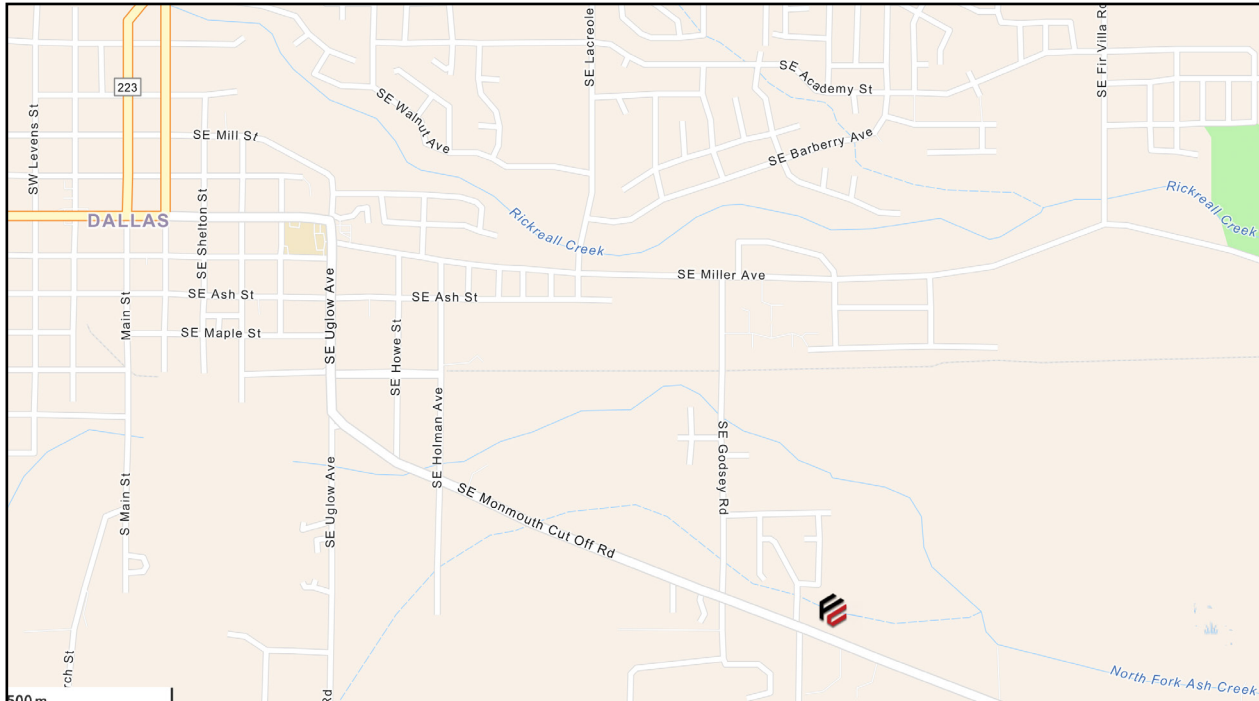 223
SW Levens St
SE Mill St
SE Walnut Ave
SE Lacreole
SE Academy St
SE Fir Villa Rd
SE Barberry Ave
DALLAS
SE Shelton St
Rickreall Creek
Rickreall Creek
SE Miller Ave
Main St
SE Ash St
SE Ash St
SE Uglow Ave
SE Maple St
SE Howe St
SE Holman Ave
SE Godsey Rd
S Main St
SE Uglow Ave
SE Monmouth Cut Off Rd
North Fork Ash Creek
rch St
Rd
500 m